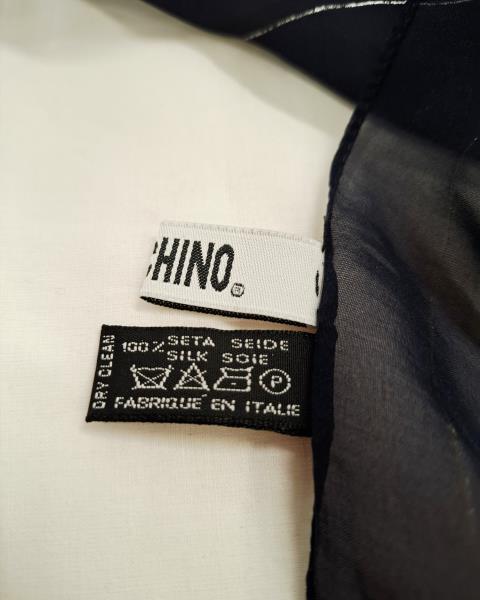 CHINO®
100% SETA SEIDE
SILK SOIE
P
FABRIQUÉ EN ITALIE
DRY CLEAN